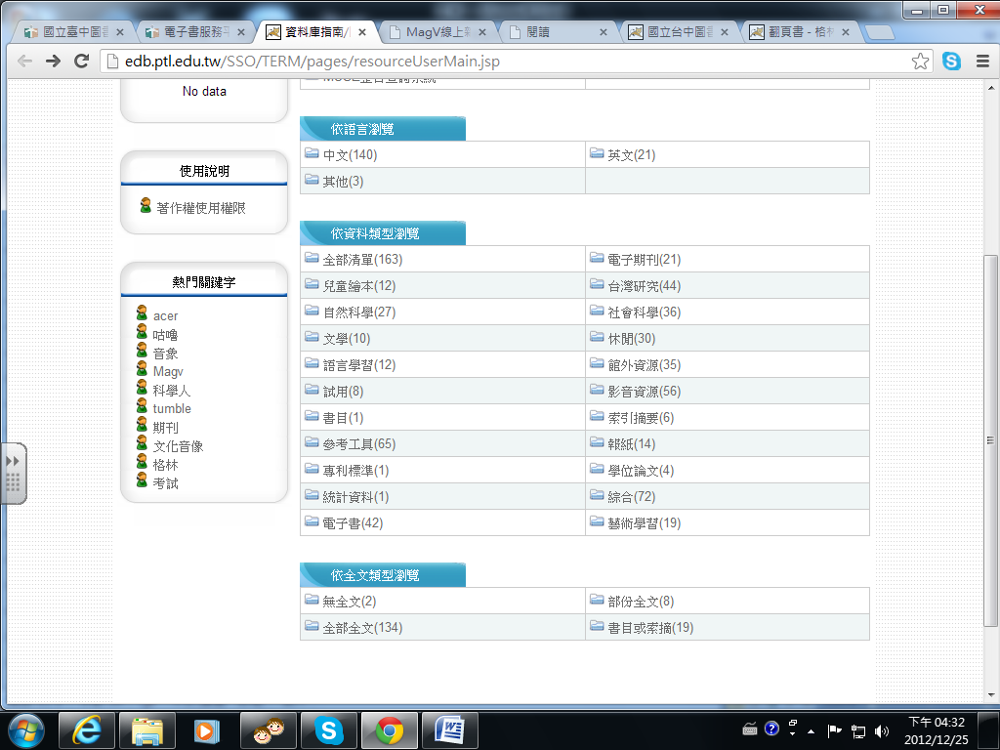 國立臺中圖書
電子書服務平
資料庫指南/
MagV線上雜
閱讀
國立台中圖書
翻頁書 - 格林
edb.ptl.edu.tw/SSO/TERM/pages/resourceUserMain.jsp
No data
使用說明
著作權使用權限
熱門關鍵字
acer
咕嚕
音象
Magv
科學人
tumble
期刊
文化音像
格林
考試
依語言瀏覽
中文(140)
英文(21)
其他(3)
依資料類型瀏覽
全部清單(163)
電子期刊(21)
兒童繪本(12)
台灣研究(44)
自然科學(27)
社會科學(36)
文學(10)
休閒(30)
語言學習(12)
館外資源(35)
試用(8)
影音資源(56)
書目(1)
索引摘要(6)
參考工具(65)
報紙(14)
專利標準(1)
學位論文(4)
統計資料(1)
綜合(72)
電子書(42)
藝術學習(19)
依全文類型瀏覽
無全文(2)
部份全文(8)
全部全文(134)
書目或索摘(19)
下午 04:32
2012/12/25